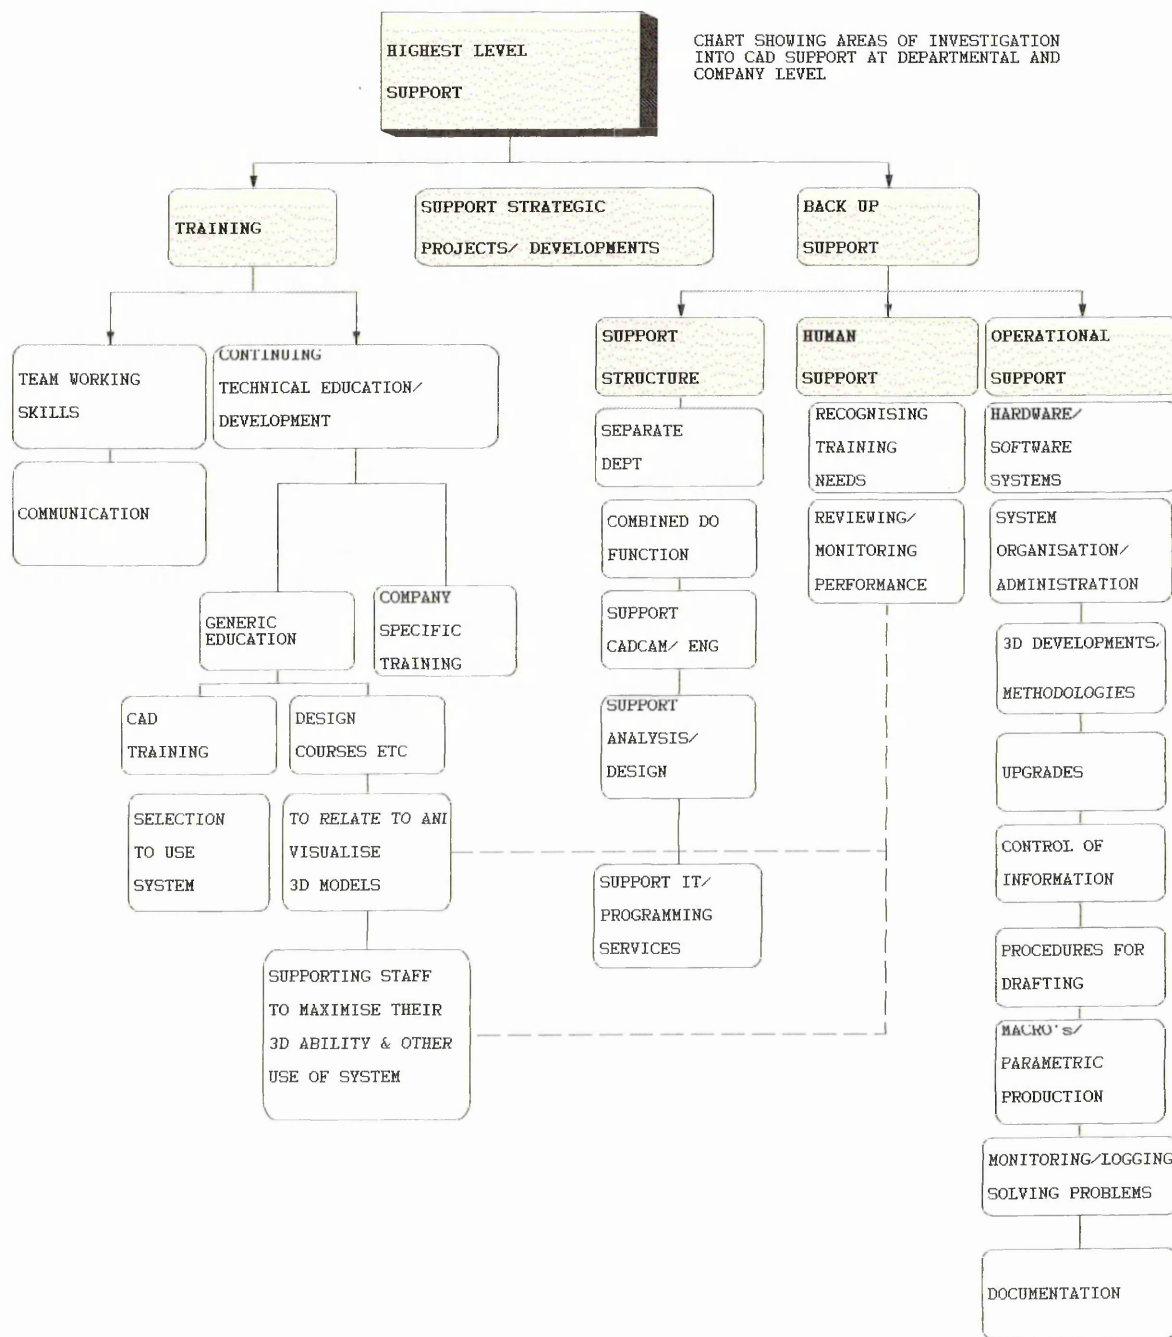 HIGHEST LEVEL
SUPPORT
CHART SHOWING AREAS OF INVESTIGATION
INTO CAD SUPPORT AT DEPARTMENTAL AND
COMPANY LEVEL
TRAINING
SUPPORT STRATEGIC
PROJECTS/ DEVELOPMENTS
BACK UP
SUPPORT
TEAM WORKING
SKILLS
COMMUNICATION
CONTINUING
TECHNICAL EDUCATION/
DEVELOPMENT
GENERIC
EDUCATION
COMPANY
SPECIFIC
TRAINING
CAD
TRAINING
DESIGN
COURSES ETC
SELECTION
TO USE
SYSTEM
TO RELATE TO ANI
VISUALISE
3D MODELS
SUPPORTING STAFF
TO MAXIMISE THEIR
3D ABILITY & OTHER
USE OF SYSTEM
SUPPORT
STRUCTURE
SEPARATE
DEPT
COMBINED DO
FUNCTION
SUPPORT
CADCAM/ ENG
SUPPORT
ANALYSIS/
DESIGN
SUPPORT IT/
PROGRAMMING
SERVICES
HUMAN
SUPPORT
RECOGNISING
TRAINING
NEEDS
REVIEWING/
MONITORING
PERFORMANCE
OPERATIONAL
SUPPORT
HARDWARE/
SOFTWARE
SYSTEMS
SYSTEM
ORGANISATION/
ADMINISTRATION
3D DEVELOPMENTS/
METHODOLOGIES
UPGRADES
CONTROL OF
INFORMATION
PROCEDURES FOR
DRAFTING
MACRO's/
PARAMETRIC
PRODUCTION
MONITORING/LOGGING
SOLVING PROBLEMS
DOCUMENTATION